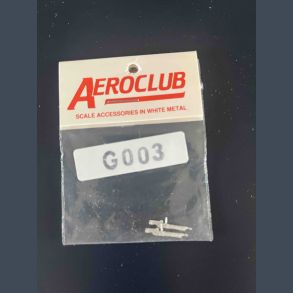 AEROCLUB
SCALE ACCESSORIES IN WHITE METAL
G003